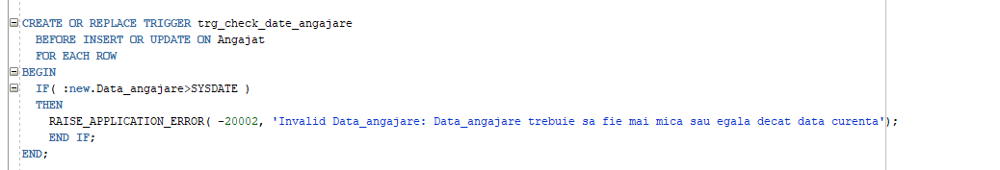 CREATE OR REPLACE TRIGGER trg_check_date_angajare
BEFORE INSERT OR UPDATE ON Angajat
FOR EACH ROW
BEGIN
IF( :new.Data_angajare>SYSDATE )
THEN
RAISE_APPLICATION_ERROR( -20002, 'Invalid Data_angajare: Data_angajare trebuie sa fie mai mica sau egala decat data curenta');
END IF;
END;